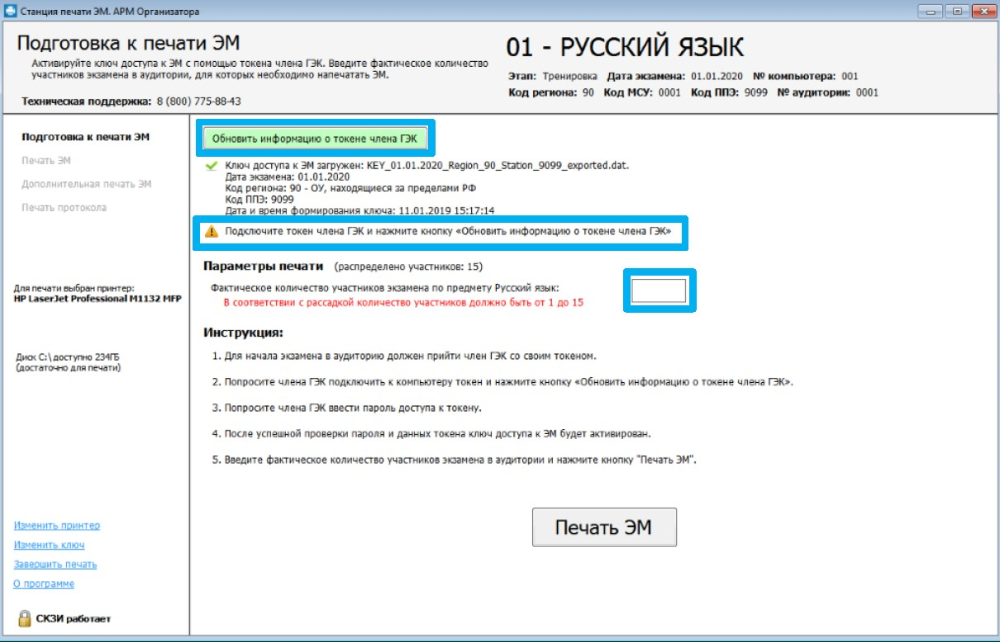 Станция печати ЭМ. АРМ Организатора
Подготовка к печати ЭМ
Активируйте ключ доступа к ЭМ с помощью токена члена ГЭК. Введите фактическое количество
участников экзамена в аудитории, для которых необходимо напечатать ЭМ.
Техническая поддержка: 8 (800) 775-88-43
01 - РУССКИЙ ЯЗЫК
Этап: Тренировка Дата экзамена: 01.01.2020 № компьютера: 001
Код региона: 90 Код МСУ: 0001 Код ППЭ: 9099 № аудитории: 0001
Подготовка к печати ЭМ
Печать ЭМ
Дополнительная печать ЭМ
Печать протокола
Для печати выбран принтер:
HP LaserJet Professional M1132 MFP
Диск C:\ доступно 234ГБ
(достаточно для печати)
Изменить принтер
Изменить ключ
Завершить печать
О программе
СКЗИ работает
Обновить информацию о токене члена ГЭК
Ключ доступа к ЭМ загружен: KEY_01.01.2020_Region_90_Station_9099_exported.dat.
Дата экзамена: 01.01.2020
Код региона: 90 - ОУ, находящиеся за пределами РФ
Код ППЭ: 9099
Дата и время формирования ключа: 11.01.2019 15:17:14
Подключите токен члена ГЭК и нажмите кнопку «Обновить информацию о токене члена ГЭК»
Параметры печати (распределено участников: 15)
Фактическое количество участников экзамена по предмету Русский язык:
В соответствии с рассадкой количество участников должно быть от 1 до 15
Инструкция:
1. Для начала экзамена в аудиторию должен прийти член ГЭК со своим токеном.
2. Попросите члена ГЭК подключить к компьютеру токен и нажмите кнопку «Обновить информацию о токене члена ГЭК».
3. Попросите члена ГЭК ввести пароль доступа к токену.
4. После успешной проверки пароля и данных токена ключ доступа к ЭМ будет активирован.
5. Введите фактическое количество участников экзамена в аудитории и нажмите кнопку "Печать ЭМ".
Печать ЭМ